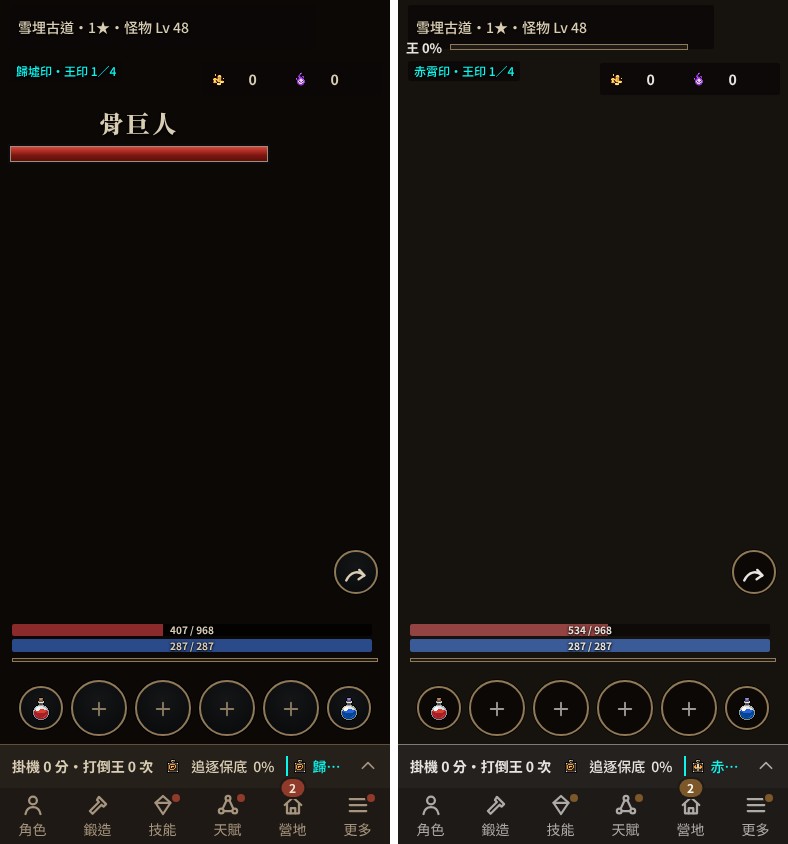 雪埋古道・1★・怪物 Lv 48
歸墟印・王印 1／4
0 0
骨巨人
407 / 968
287 / 287
掛機 0 分・打倒王 0 次 追逐保底 0% 歸⋯
2
角色 鍛造 技能 天賦 營地 更多
雪埋古道・1★・怪物 Lv 48
王 0%
赤霄印・王印 1／4
0 0
534 / 968
287 / 287
掛機 0 分・打倒王 0 次 追逐保底 0% 赤⋯
2
角色 鍛造 技能 天賦 營地 更多